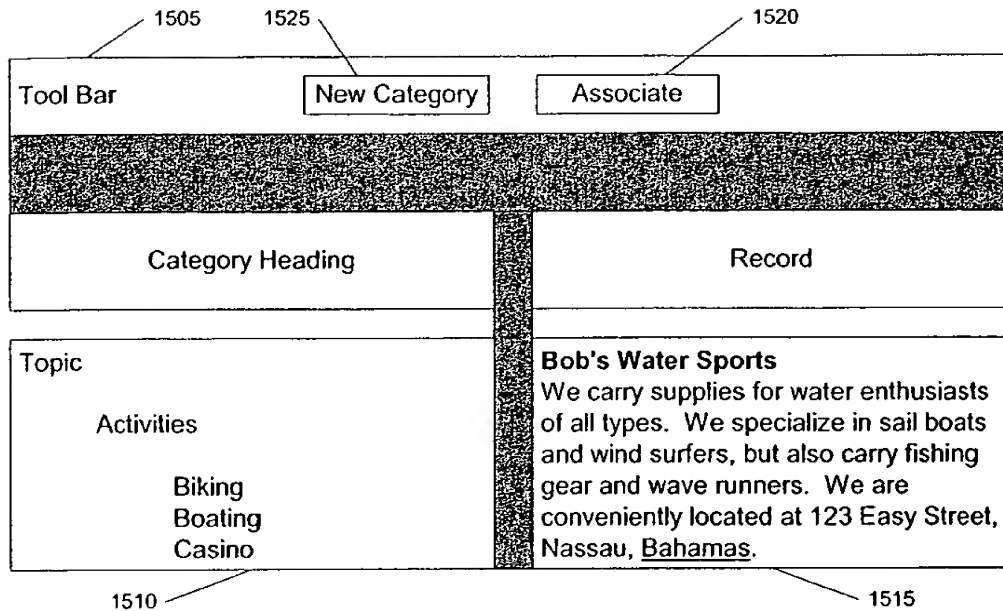 1505
1525
1520
Tool Bar
New Category
Associate
Category Heading
Record
Topic
Activities
Biking
Boating
Casino
Bob's Water Sports
We carry supplies for water enthusiasts
of all types. We specialize in sail boats
and wind surfers, but also carry fishing
gear and wave runners. We are
conveniently located at 123 Easy Street,
Nassau, Bahamas.
1510
1515